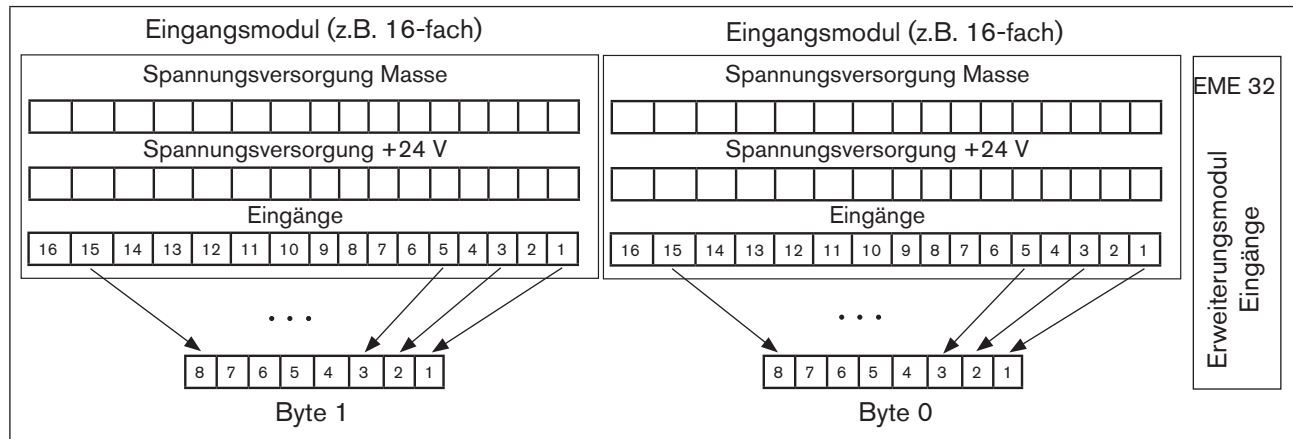 Eingangsmodul (z.B. 16-fach)
Spannungsversorgung Masse
Spannungsversorgung +24 V
Eingänge
16 15 14 13 12 11 10 9 8 7 6 5 4 3 2 1
. . .
8 7 6 5 4 3 2 1
Byte 1
Eingangsmodul (z.B. 16-fach)
Spannungsversorgung Masse
Spannungsversorgung +24 V
Eingänge
16 15 14 13 12 11 10 9 8 7 6 5 4 3 2 1
. . .
8 7 6 5 4 3 2 1
Byte 0
EME 32
Erweiterungsmodul
Eingänge